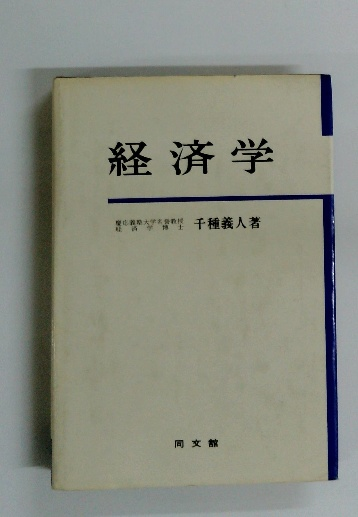 経済学
慶応義塾大学名誉教授
経済学博士
千種義人著
同文舘